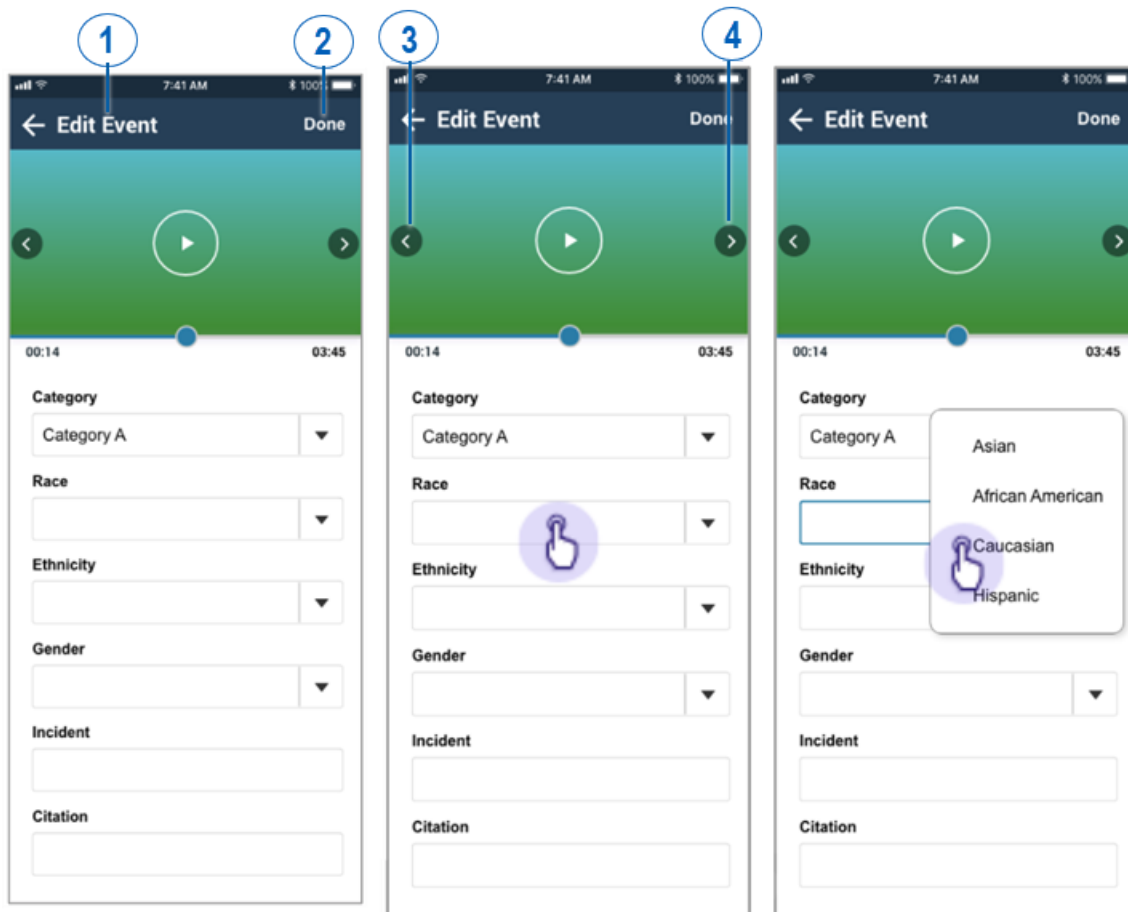 1
2
3
4
7:41 AM
100%
Edit Event
Done
00:14
03:45
Category
Category A
Race
Ethnicity
Gender
Incident
Citation
7:41 AM
100%
Edit Event
Done
00:14
03:45
Category
Category A
Race
Ethnicity
Gender
Incident
Citation
7:41 AM
100%
Edit Event
Done
00:14
03:45
Category
Category A
Race
Ethnicity
Gender
Incident
Citation
Asian
African American
Caucasian
Hispanic